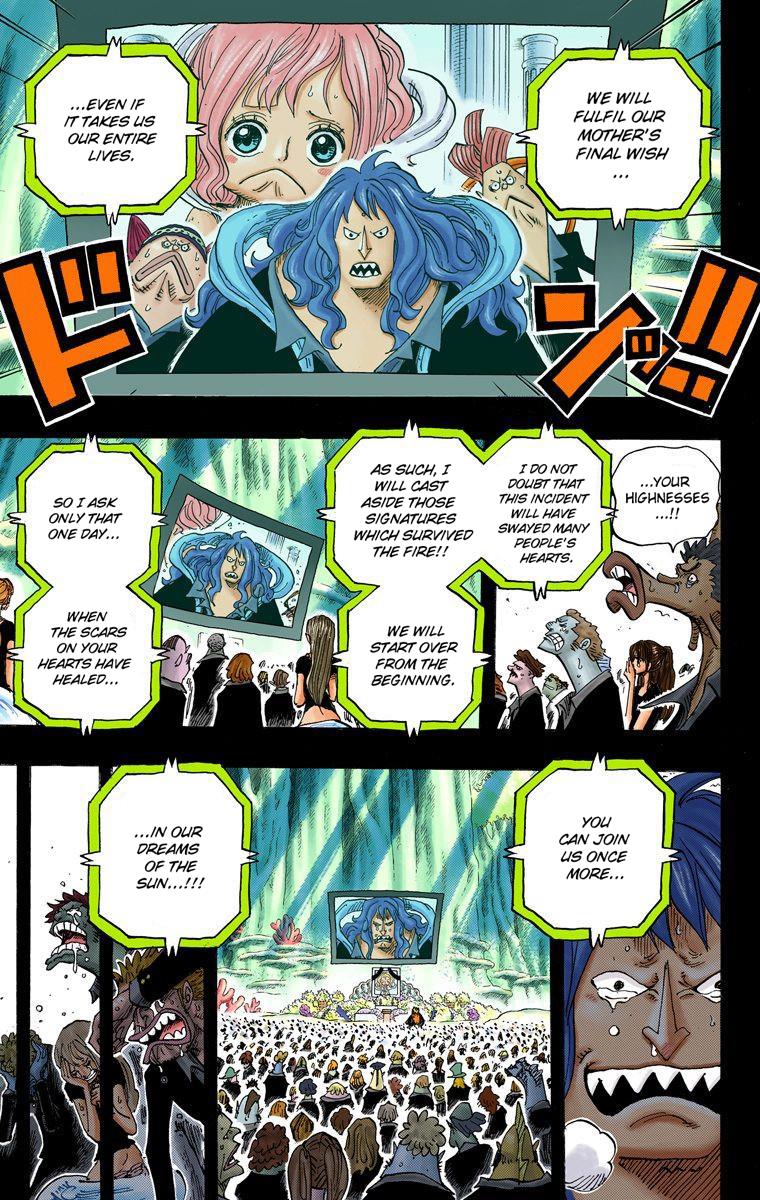 WE WILL
FULFIL OUR
MOTHER'S
FINAL WISH
...
...EVEN IF
IT TAKES US
OUR ENTIRE
LIVES.
ドンッ!!
...YOUR
HIGHNESSES
...!!
I DO NOT
DOUBT THAT
THIS INCIDENT
WILL HAVE
SWAYED MANY
PEOPLE'S
HEARTS.
AS SUCH, I
WILL CAST
ASIDE THOSE
SIGNATURES
WHICH SURVIVED
THE FIRE!!
WE WILL
START OVER
FROM THE
BEGINNING.
SO I ASK
ONLY THAT
ONE DAY...
WHEN
THE SCARS
ON YOUR
HEARTS HAVE
HEALED...
YOU
CAN JOIN
US ONCE
MORE...
...IN OUR
DREAMS
OF THE
SUN...!!!